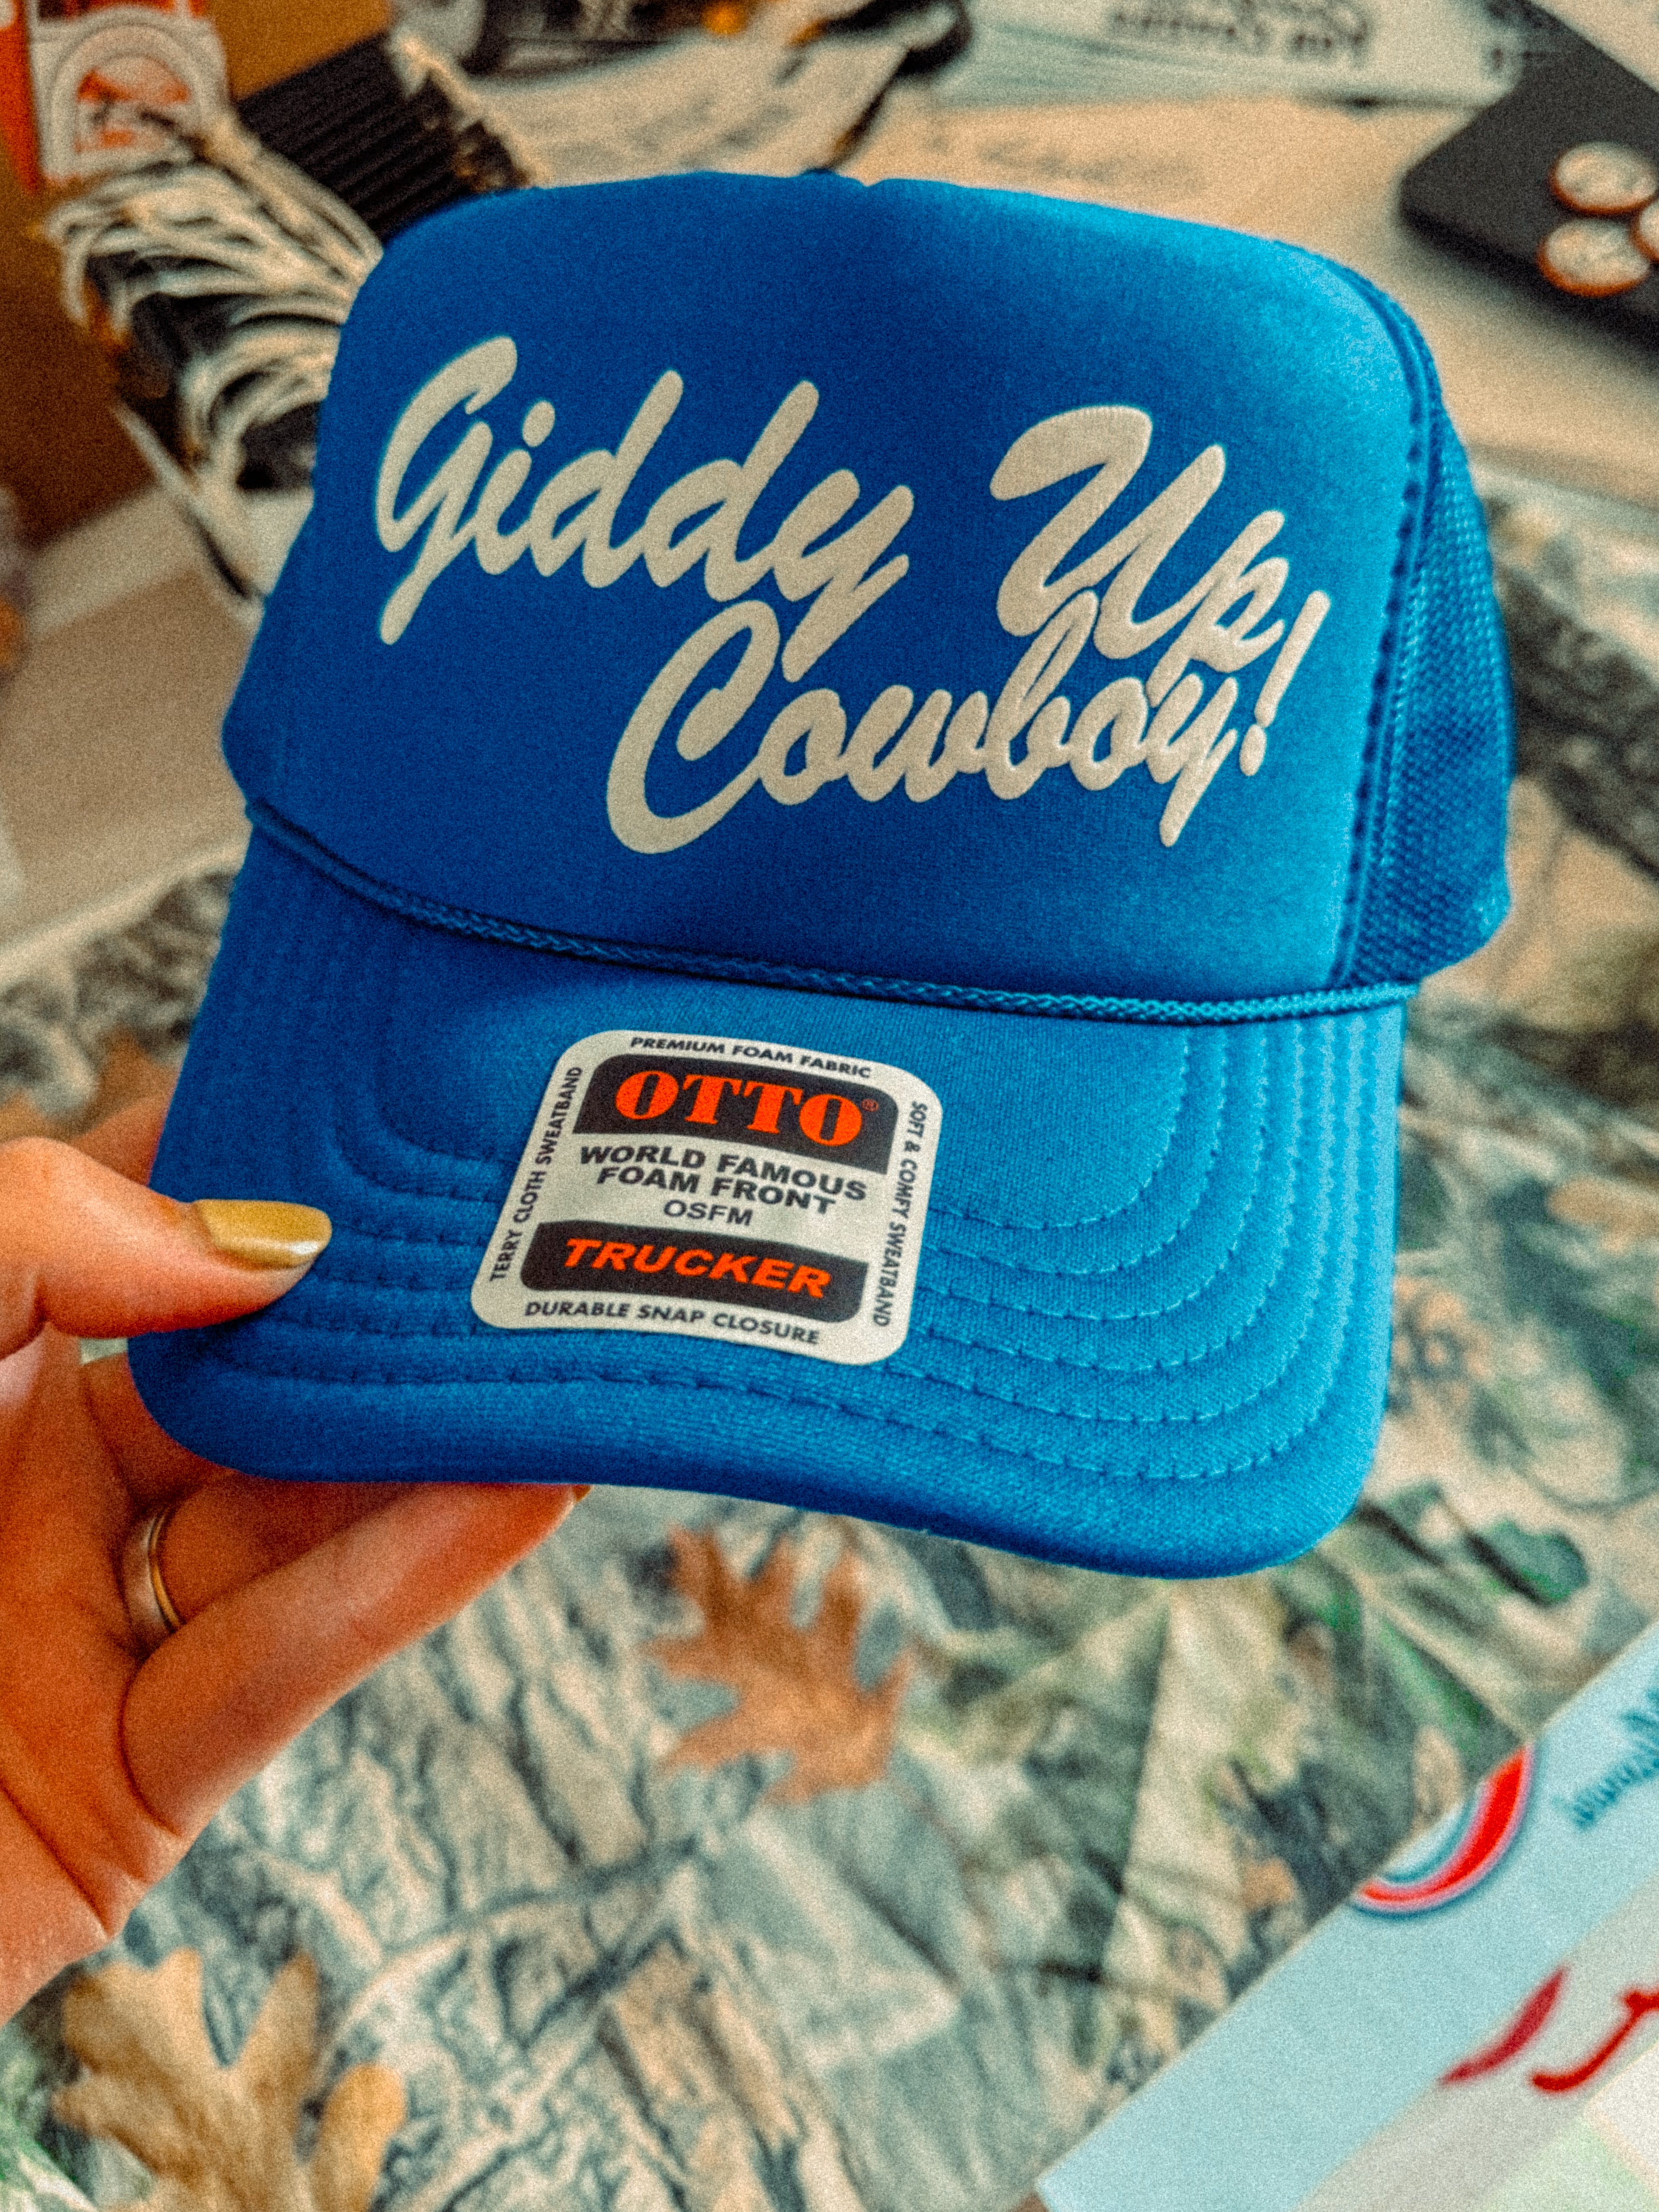 Giddy Up
Cowboy!
PREMIUM FOAM FABRIC
OTTO®
WORLD FAMOUS
FOAM FRONT
OSFM
TRUCKER
DURABLE SNAP CLOSURE
TERRY CLOTH SWEATBAND
SOFT & COMFY SWEATBAND